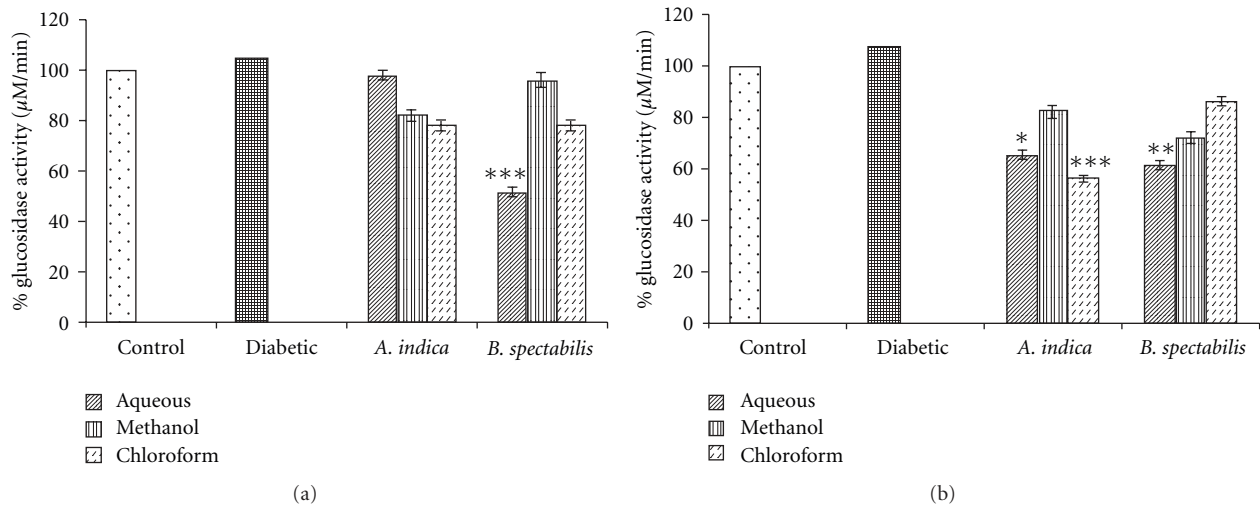 % glucosidase activity (µM/min)
120
100
80
60
40
20
0
***
Control
Diabetic
A. indica
B. spectabilis
Aqueous
Methanol
Chloroform
(a)
% glucosidase activity (µM/min)
120
100
80
60
40
20
0
*
***
**
Control
Diabetic
A. indica
B. spectabilis
Aqueous
Methanol
Chloroform
(b)